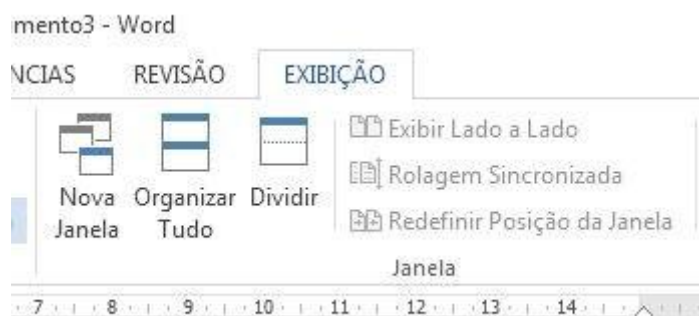 mento3 - Word
NCIAS REVISÃO EXIBIÇÃO
Nova Janela
Organizar Tudo
Dividir
Exibir Lado a Lado
Rolagem Sincronizada
Redefinir Posição da Janela
Janela
7 8 9 10 11 12 13 14